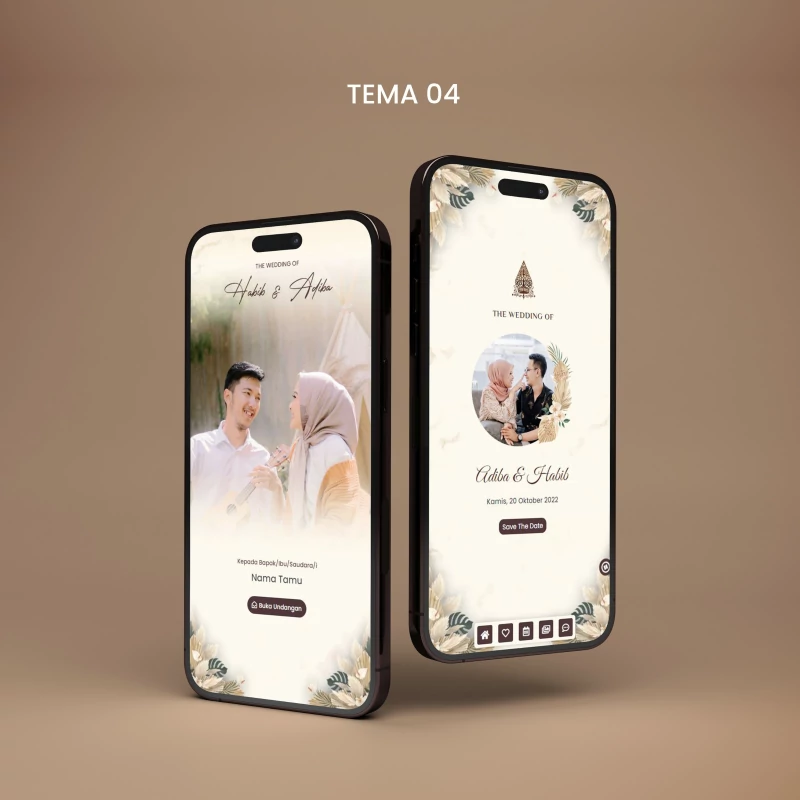 TEMA 04
THE WEDDING OF
Habib & Adiba
Kepada Bapak/Ibu/Saudara/i
Nama Tamu
Buka Undangan
THE WEDDING OF
Adiba & Habib
Kamis, 20 Oktober 2022
Save The Date